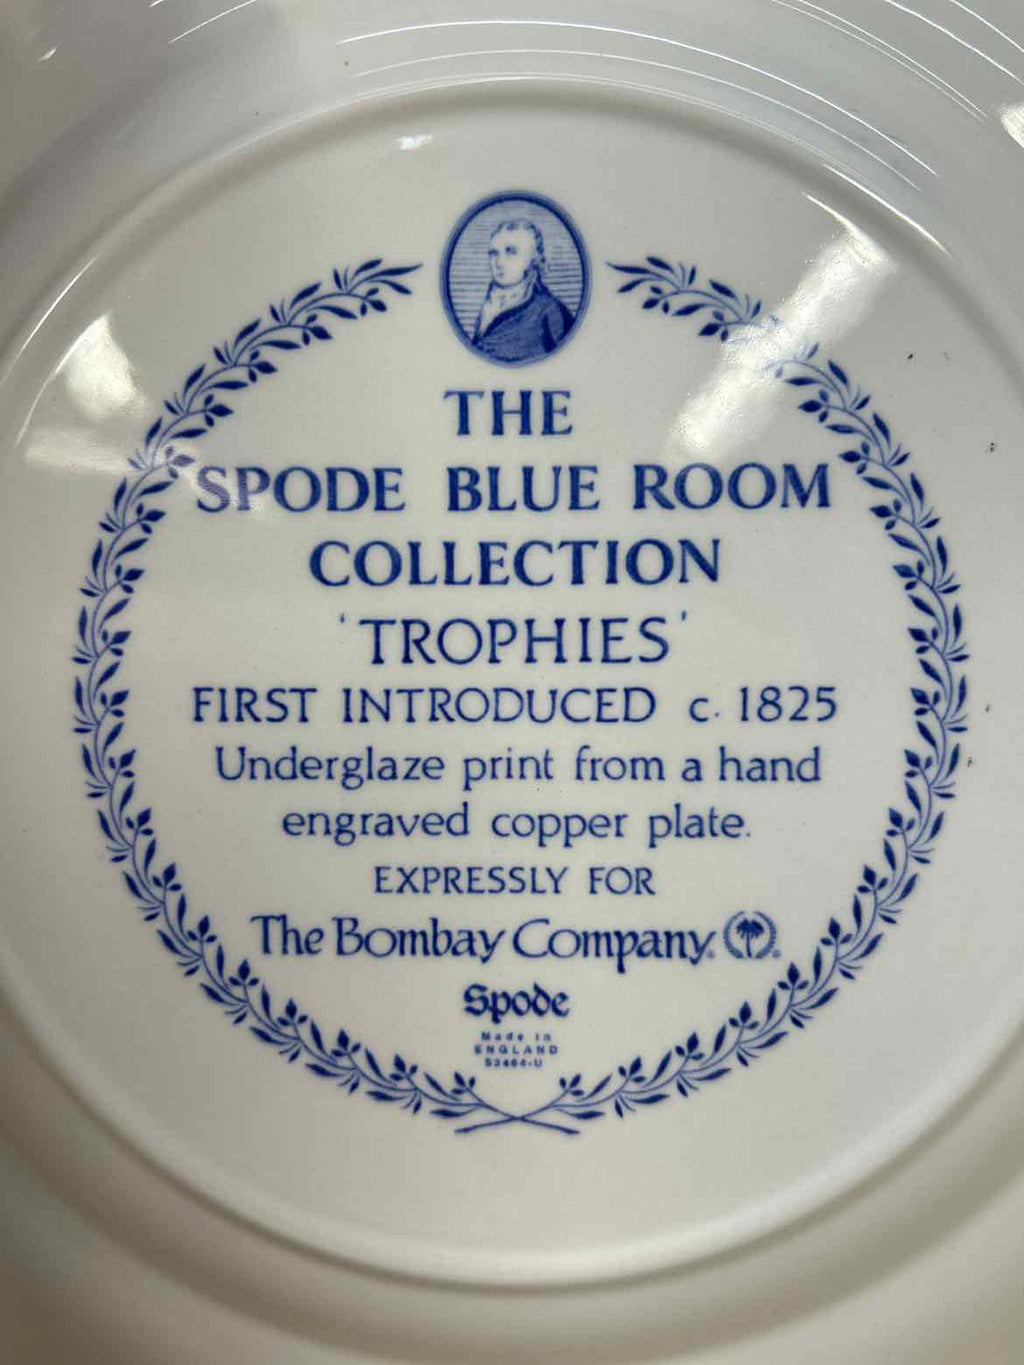 THE
SPODE BLUE ROOM
COLLECTION
'TROPHIES'
FIRST INTRODUCED c. 1825
Underglaze print from a hand
engraved copper plate.
EXPRESSLY FOR
The Bombay Company.®
Spode
Made in
ENGLAND
S3464-U